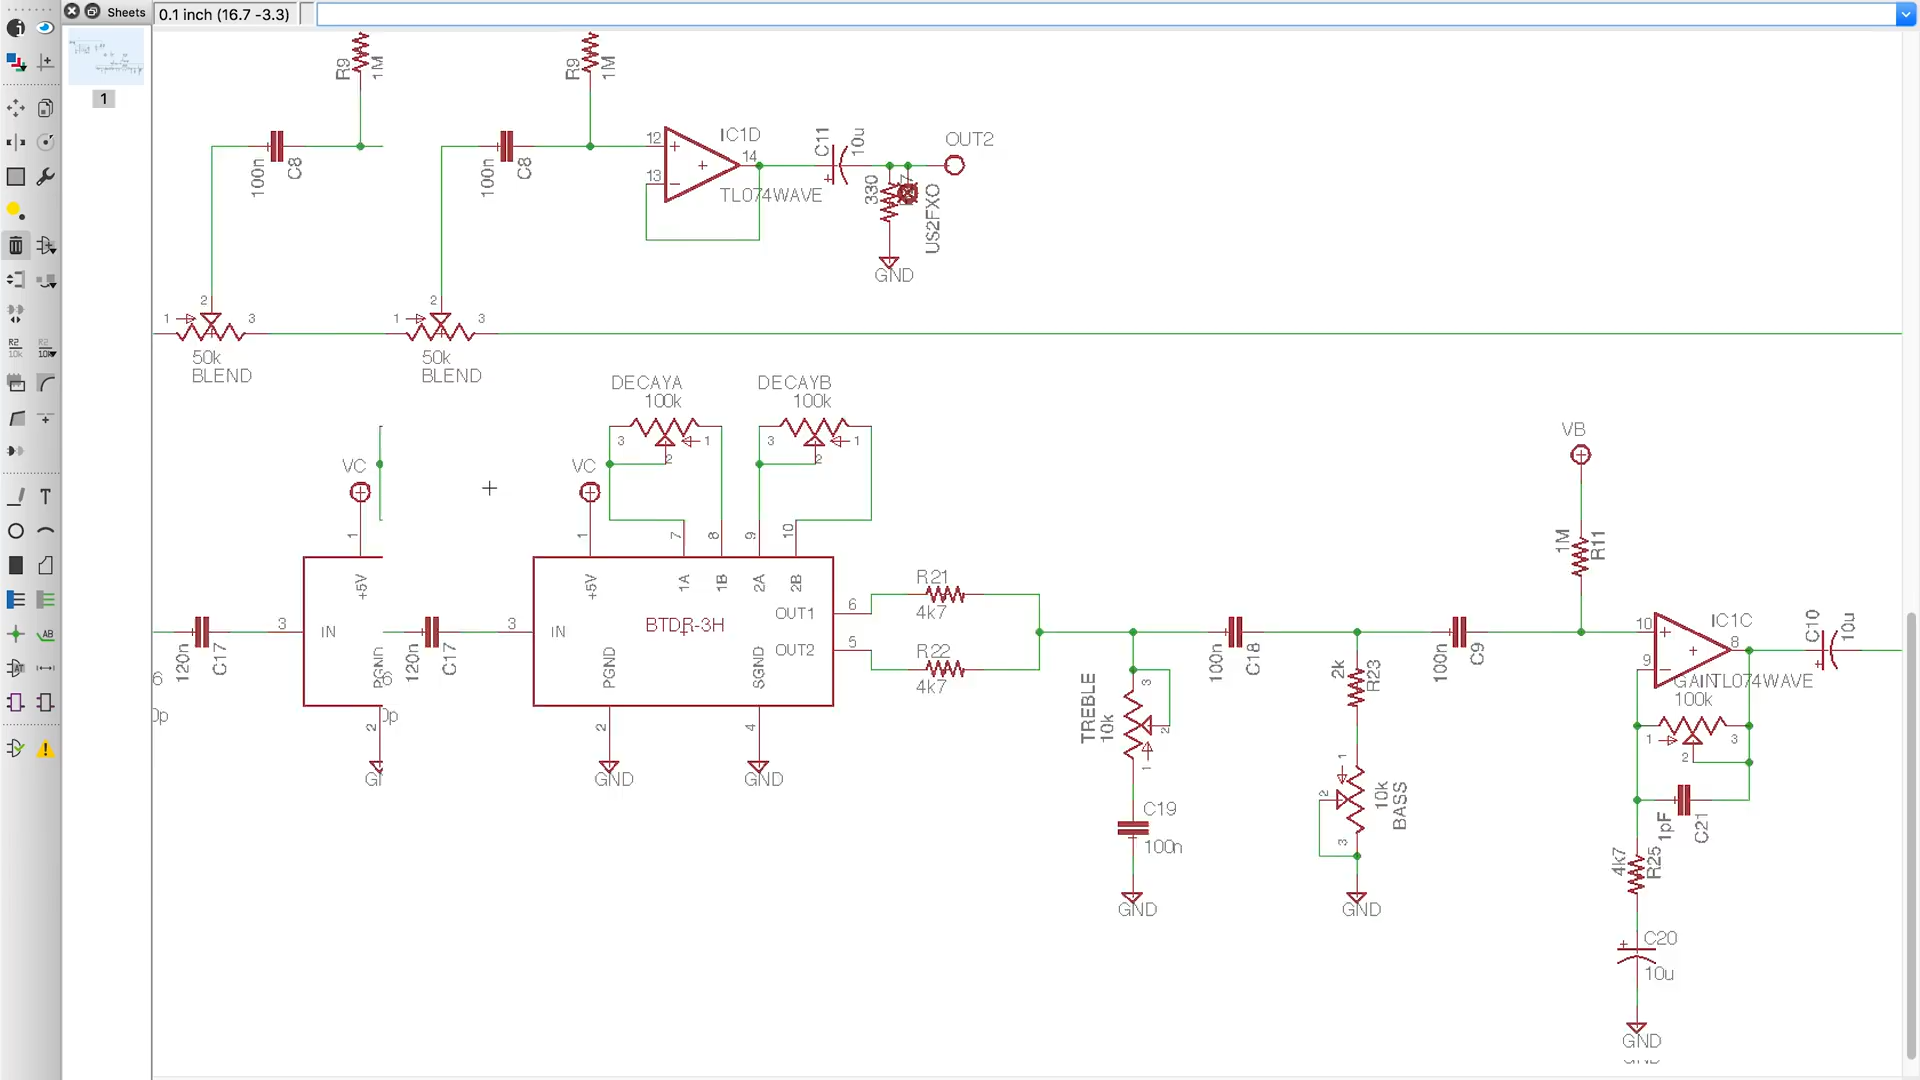 Sheets
0.1 inch (16.7 -3.3)
1
R9
1M
R9
1M
100n
C8
100n
C8
12
13
14
IC1D
TL074WAVE
C11
10u
OUT2
330
US2FXO
GND
1
2
3
50k
BLEND
1
2
3
50k
BLEND
DECAYA
100k
3
1
2
DECAYB
100k
3
1
2
VC
VC
1
1
7
8
9
10
+5V
+5V
1A
1B
2A
2B
3
IN
3
IN
BTDR-3H
OUT1
OUT2
PGND
PGND
SGND
6
5
2
2
4
120n
C17
120n
C17
GND
GND
R21
4k7
R22
4k7
TREBLE
10k
3
2
1
C19
100n
GND
100n
C18
2k
R23
1
2
3
10k
BASS
GND
100n
C9
VB
1M
R11
10
9
8
IC1C
TL074WAVE
GAIN
100k
1
2
3
C10
10u
1pF
C21
4k7
R25
C20
10u
GND